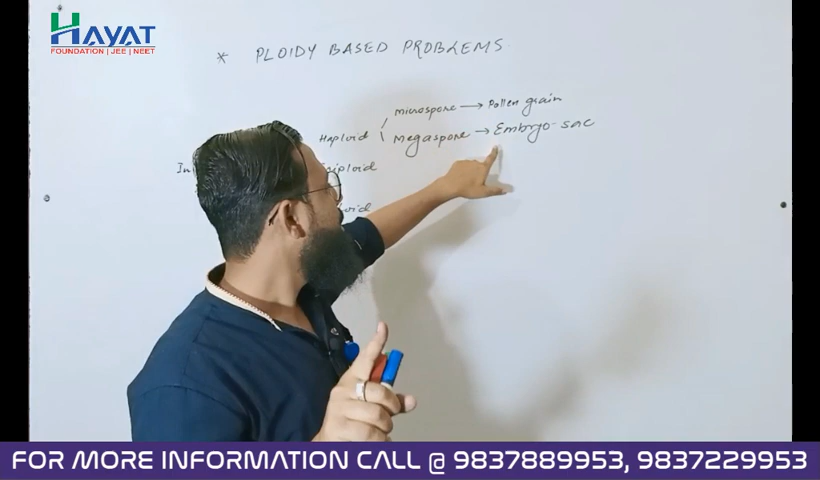 HAYAT
FOUNDATION | JEE | NEET
* PLOIDY BASED PROBLEMS.
microspore → Pollen grain
Haploid
Megaspore → Embryo-sac
FOR MORE INFORMATION CALL @ 9837889953, 9837229953